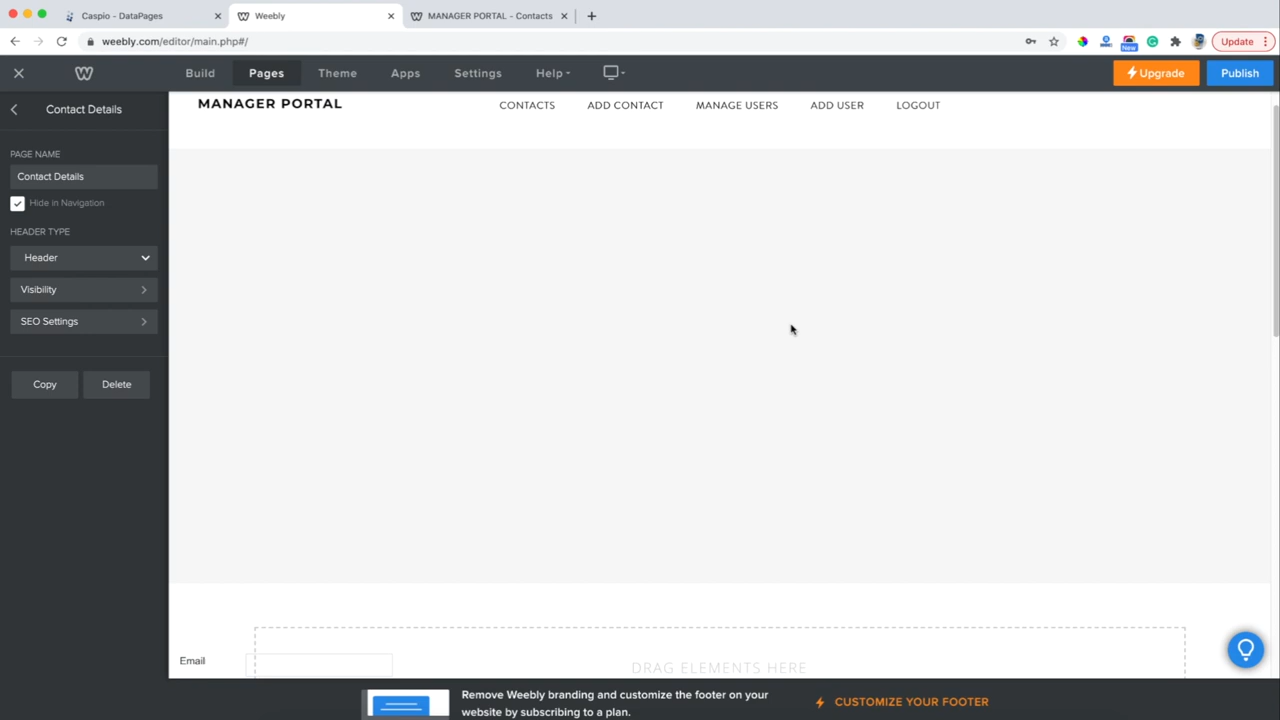 Caspio - DataPages
Weebly
MANAGER PORTAL - Contacts
weebly.com/editor/main.php#/
New
Update
Build
Pages
Theme
Apps
Settings
Help
Upgrade
Publish
Contact Details
MANAGER PORTAL
CONTACTS
ADD CONTACT
MANAGE USERS
ADD USER
LOGOUT
PAGE NAME
Contact Details
Hide in Navigation
HEADER TYPE
Header
Visibility
SEO Settings
Copy
Delete
Email
DRAG ELEMENTS HERE
Remove Weebly branding and customize the footer on your
website by subscribing to a plan.
CUSTOMIZE YOUR FOOTER